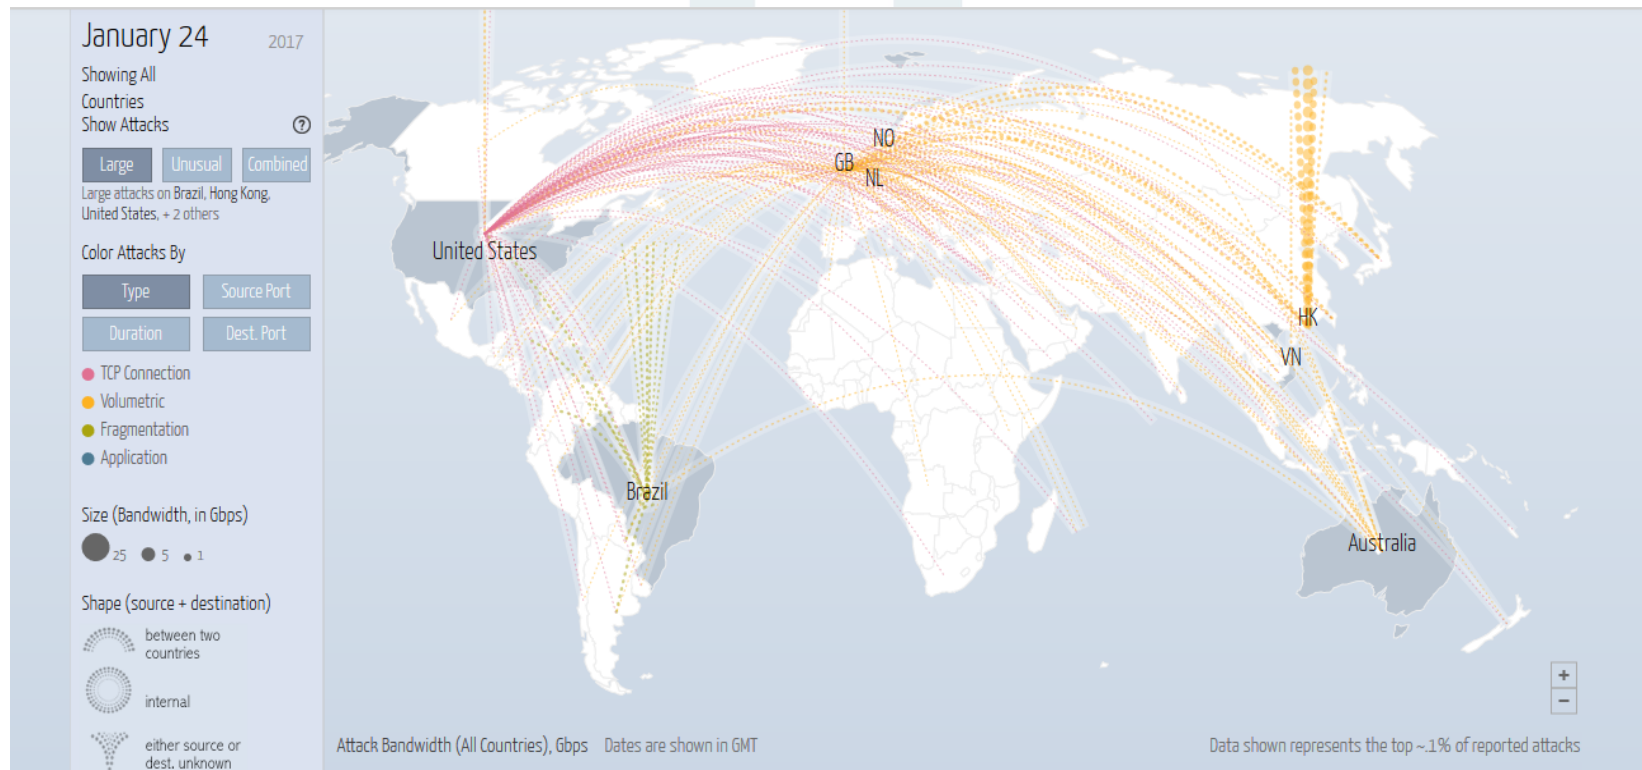 January 24 2017
Showing All
Countries
Show Attacks ?
Large Unusual Combined
Large attacks on Brazil, Hong Kong,
United States, + 2 others
Color Attacks By
Type Source Port
Duration Dest. Port
TCP Connection
Volumetric
Fragmentation
Application
Size (Bandwidth, in Gbps)
25 5 1
Shape (source + destination)
between two
countries
internal
either source or
dest. unknown
NO
GB
NL
United States
HK
VN
Brazil
Australia
+
−
Attack Bandwidth (All Countries), Gbps Dates are shown in GMT
Data shown represents the top ~.1% of reported attacks